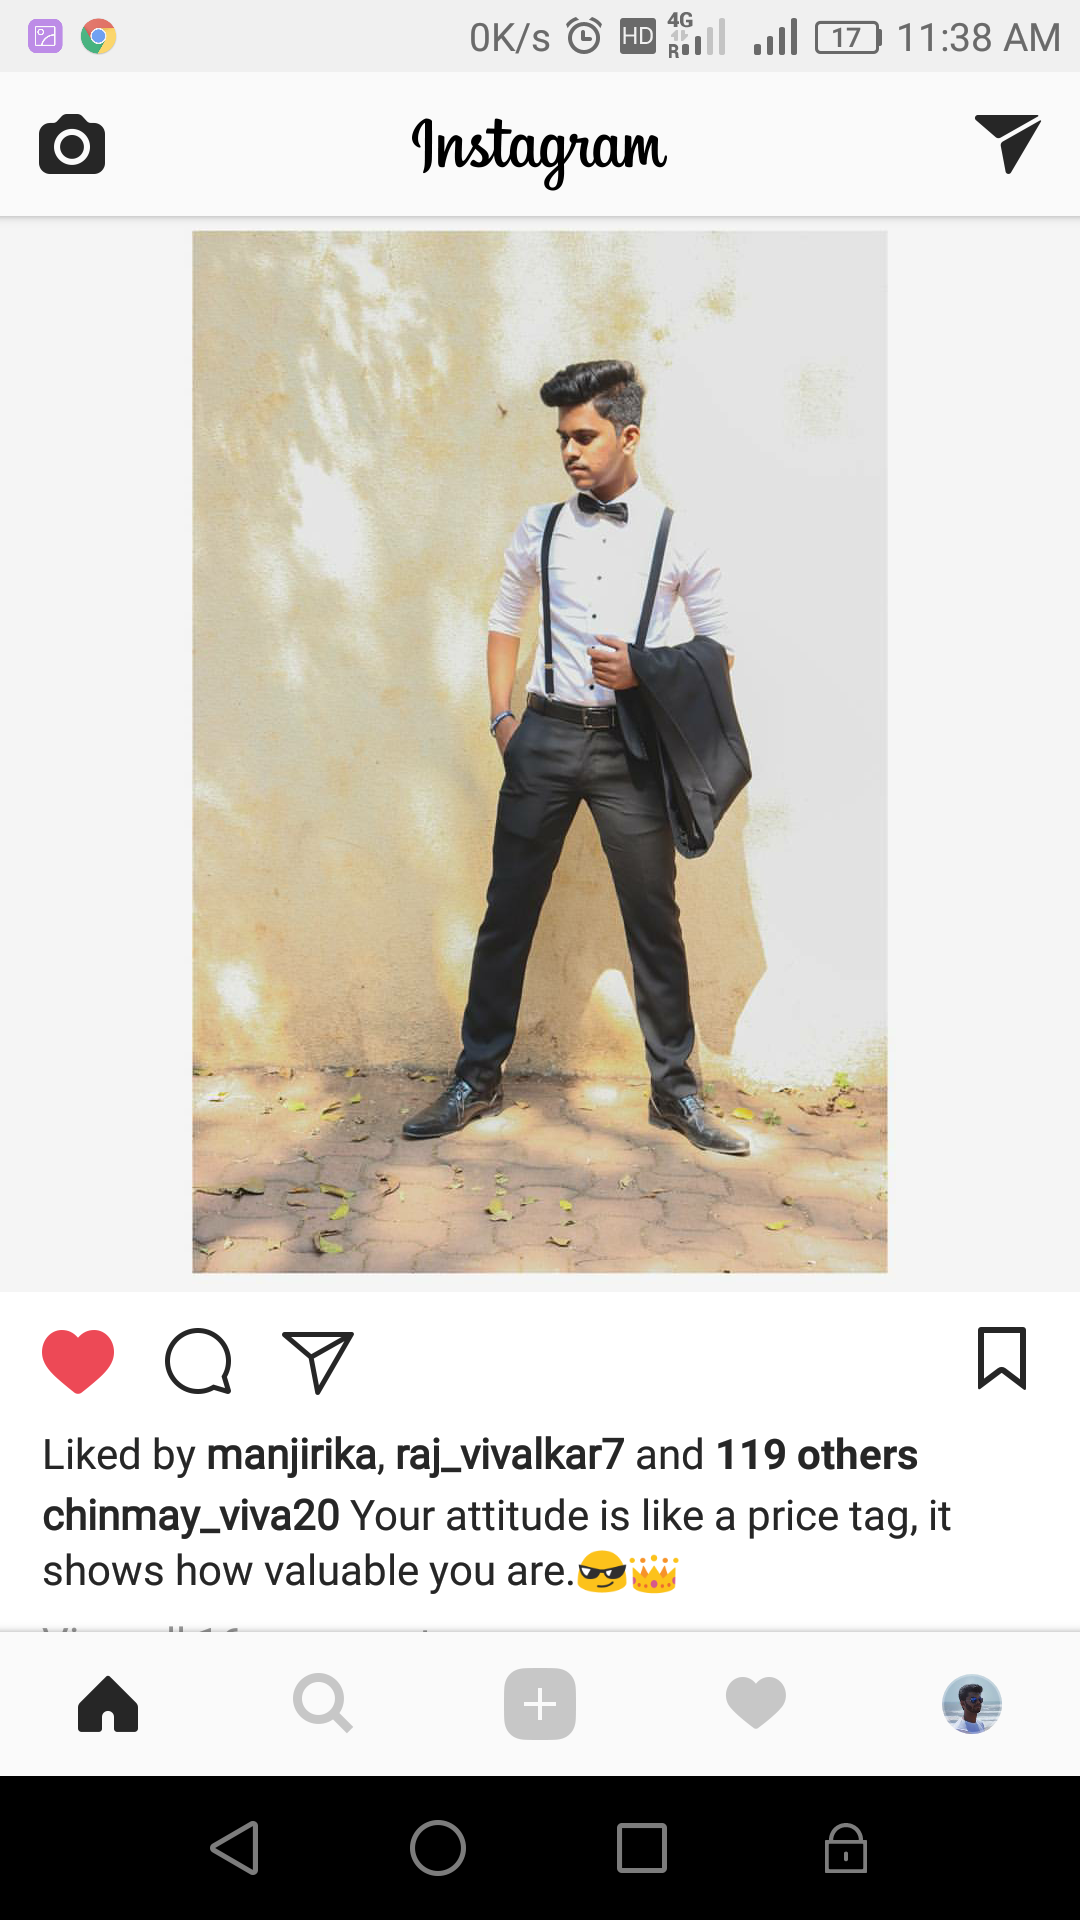 0K/s HD 4G R 17 11:38 AM
Instagram
Liked by manjirika, raj_vivalkar7 and 119 others
chinmay_viva20 Your attitude is like a price tag, it
shows how valuable you are.😎👑